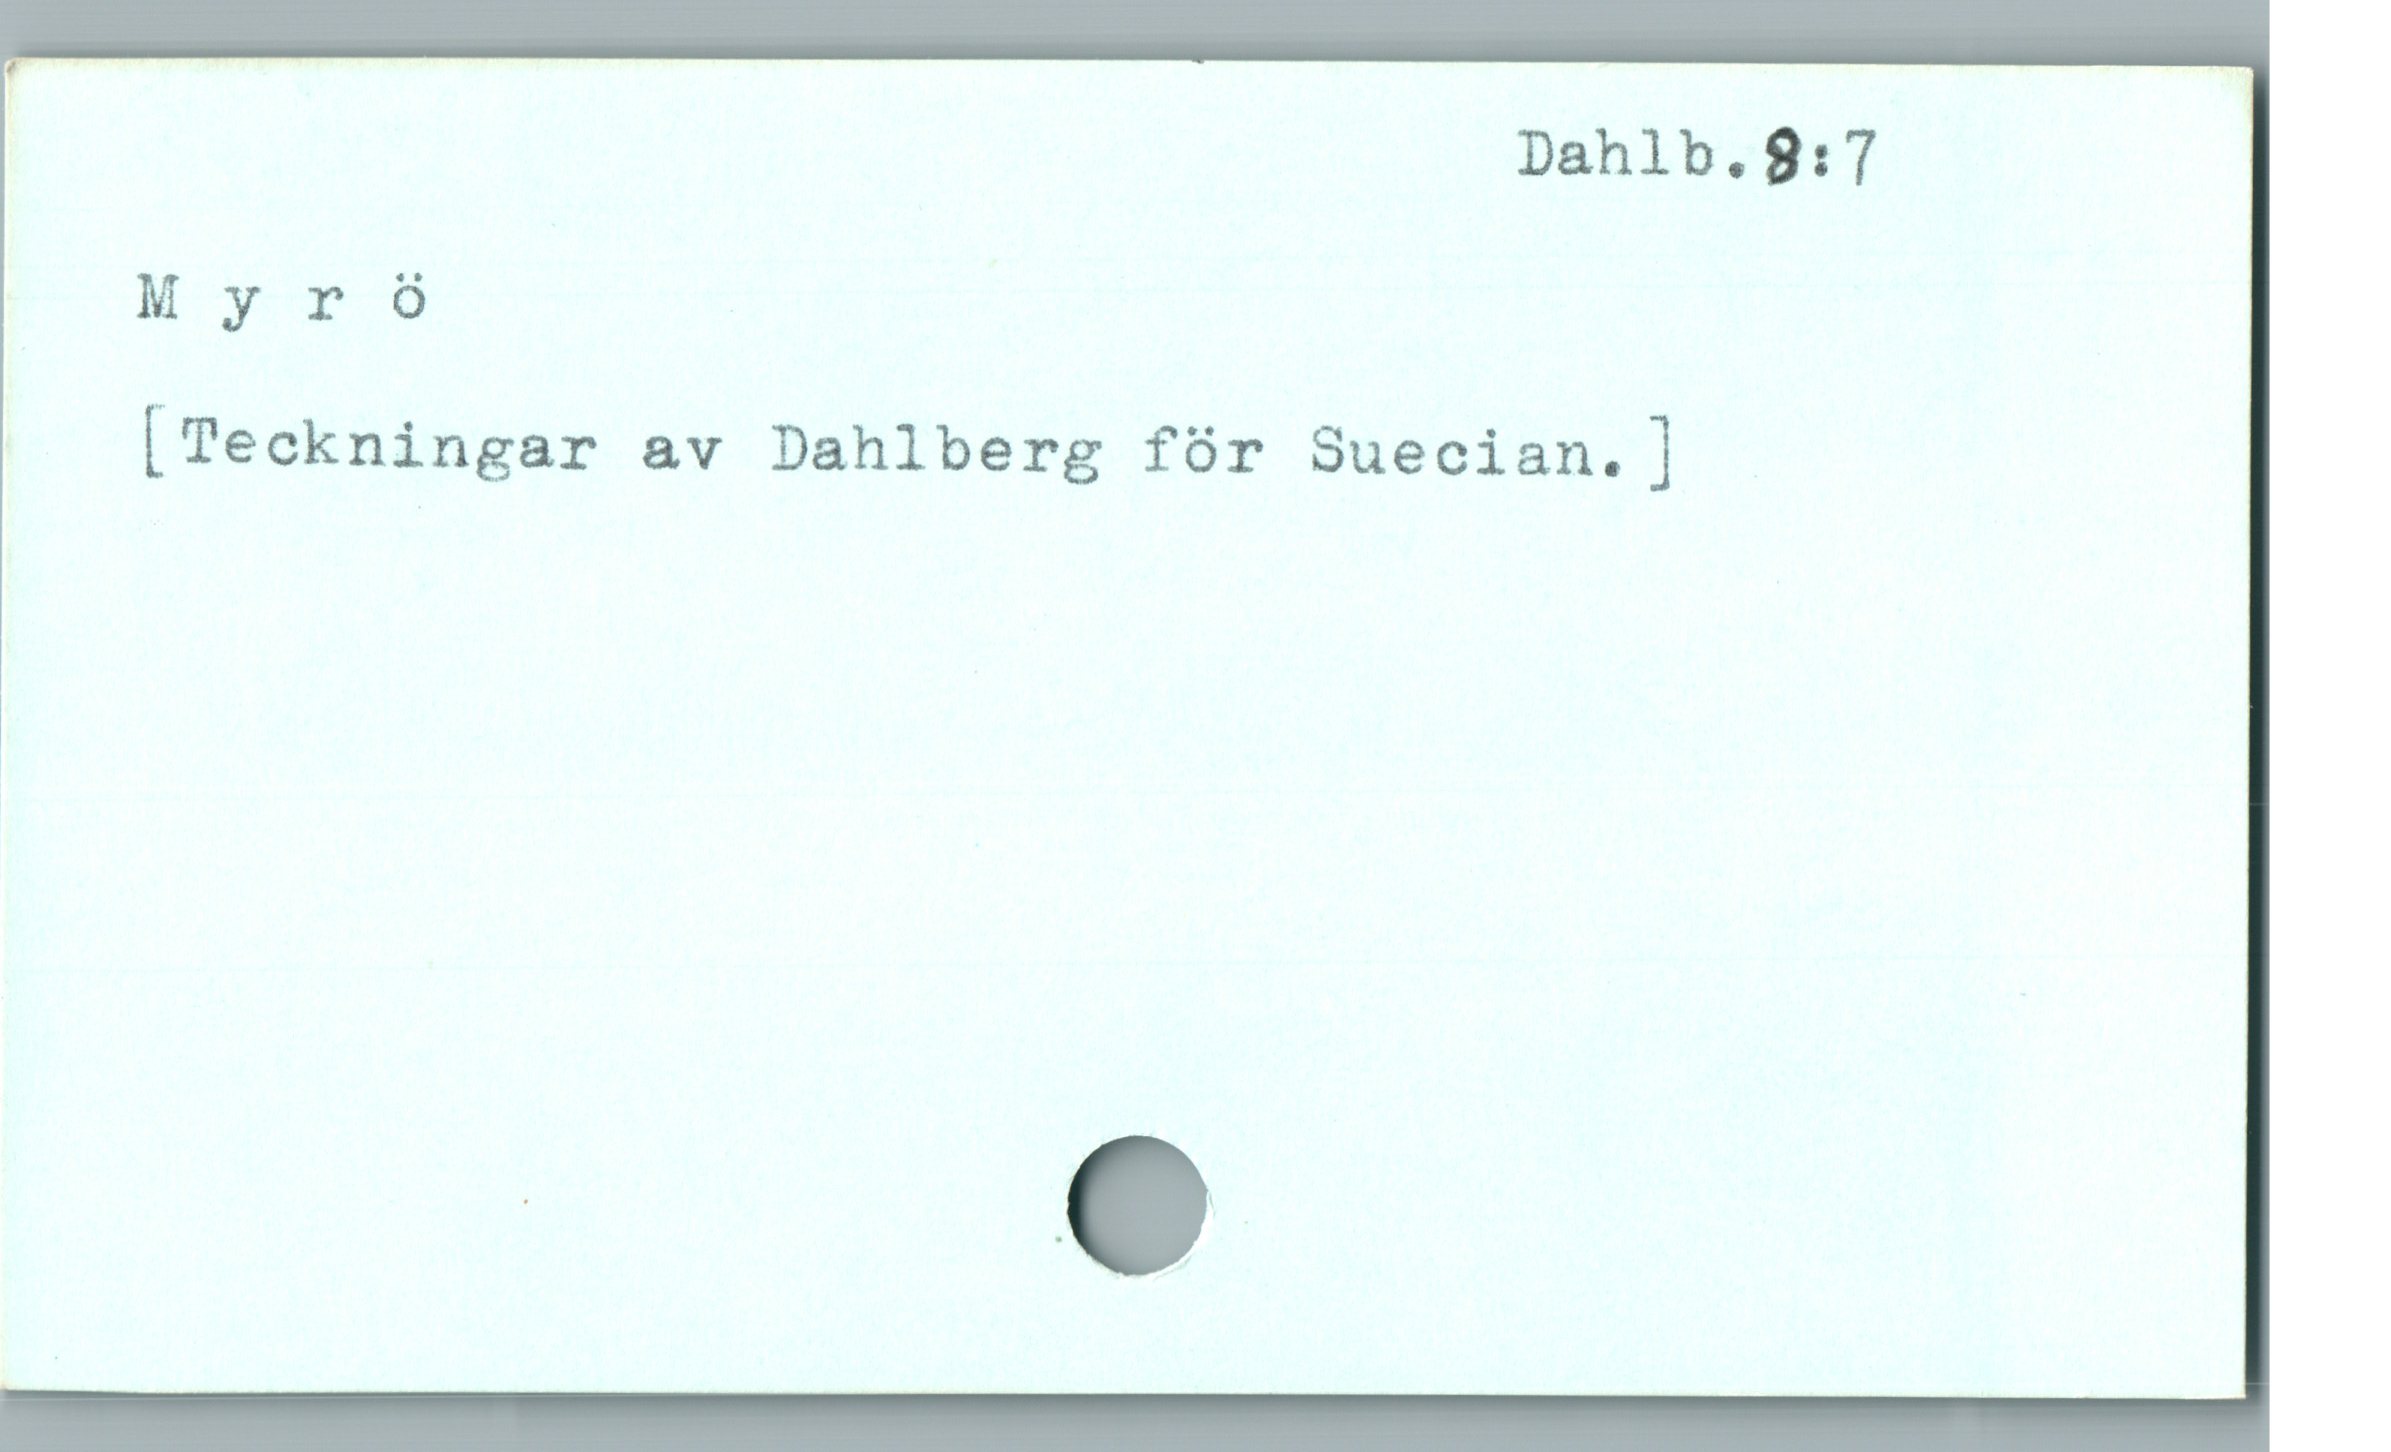 Dahlb.8:7
M y r ö
[Teckningar av Dahlberg för Suecian.]